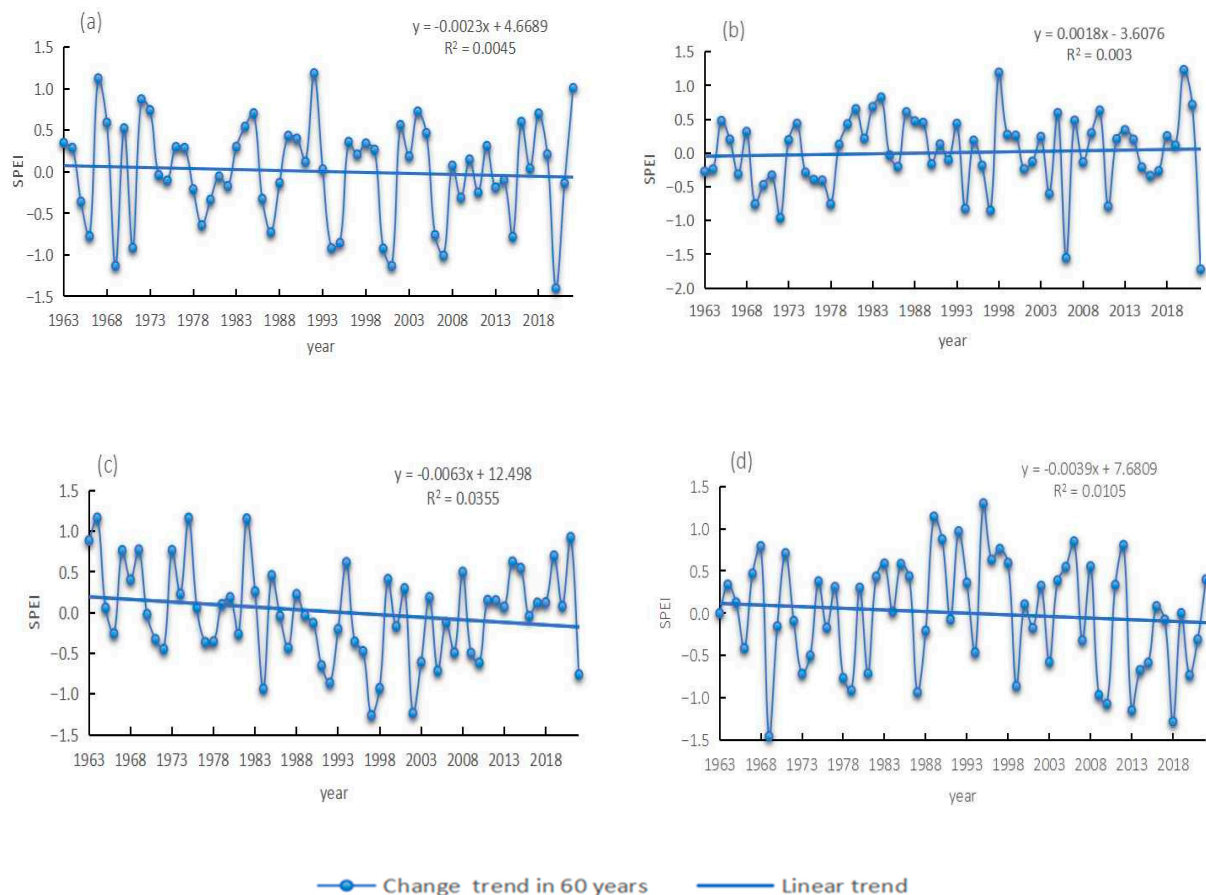 (a)
y = -0.0023x + 4.6689
R² = 0.0045
1.5
1.0
0.5
0.0
−0.5
−1.0
−1.5
SPEI
1963 1968 1973 1978 1983 1988 1993 1998 2003 2008 2013 2018
year
(b)
y = 0.0018x - 3.6076
R² = 0.003
1.5
1.0
0.5
0.0
−0.5
−1.0
−1.5
−2.0
SPEI
1963 1968 1973 1978 1983 1988 1993 1998 2003 2008 2013 2018
year
(c)
y = -0.0063x + 12.498
R² = 0.0355
1.5
1.0
0.5
0.0
−0.5
−1.0
−1.5
SPEI
1963 1968 1973 1978 1983 1988 1993 1998 2003 2008 2013 2018
year
(d)
y = -0.0039x + 7.6809
R² = 0.0105
1.5
1.0
0.5
0.0
−0.5
−1.0
−1.5
SPEI
1963 1968 1973 1978 1983 1988 1993 1998 2003 2008 2013 2018
year
Change trend in 60 years Linear trend